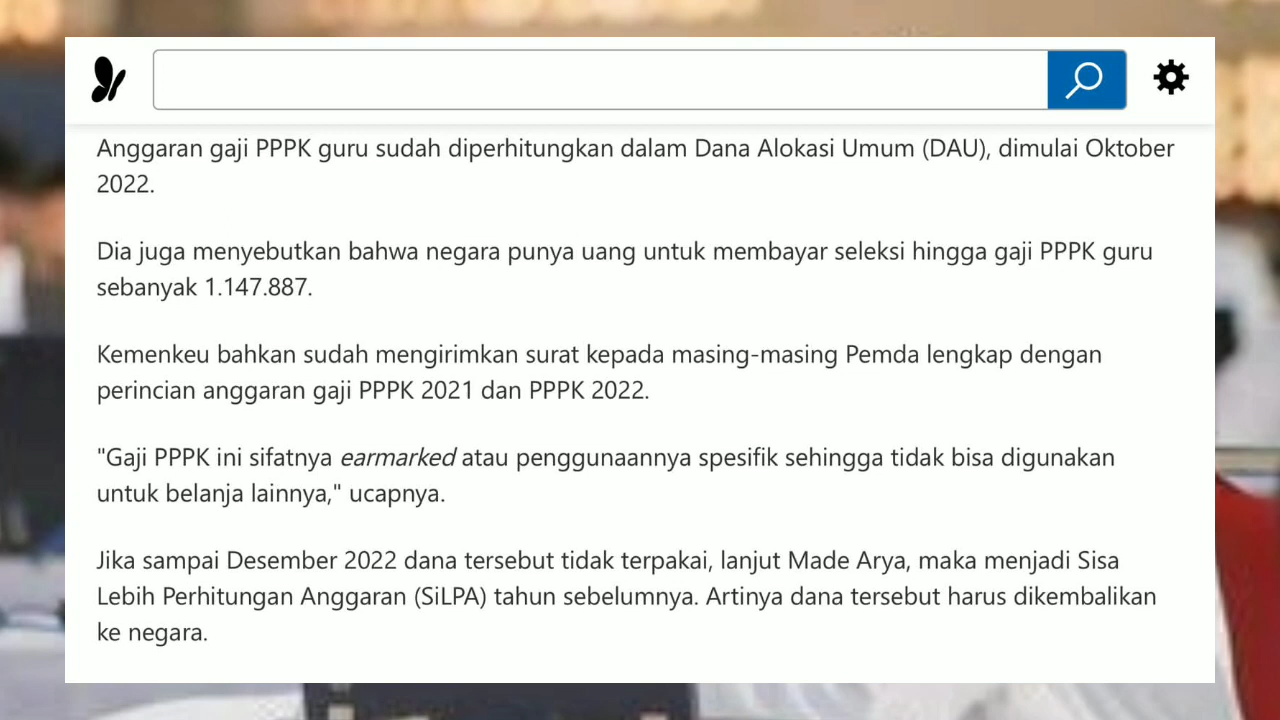 Anggaran gaji PPPK guru sudah diperhitungkan dalam Dana Alokasi Umum (DAU), dimulai Oktober
2022.
Dia juga menyebutkan bahwa negara punya uang untuk membayar seleksi hingga gaji PPPK guru
sebanyak 1.147.887.
Kemenkeu bahkan sudah mengirimkan surat kepada masing-masing Pemda lengkap dengan
perincian anggaran gaji PPPK 2021 dan PPPK 2022.
"Gaji PPPK ini sifatnya earmarked atau penggunaannya spesifik sehingga tidak bisa digunakan
untuk belanja lainnya," ucapnya.
Jika sampai Desember 2022 dana tersebut tidak terpakai, lanjut Made Arya, maka menjadi Sisa
Lebih Perhitungan Anggaran (SiLPA) tahun sebelumnya. Artinya dana tersebut harus dikembalikan
ke negara.